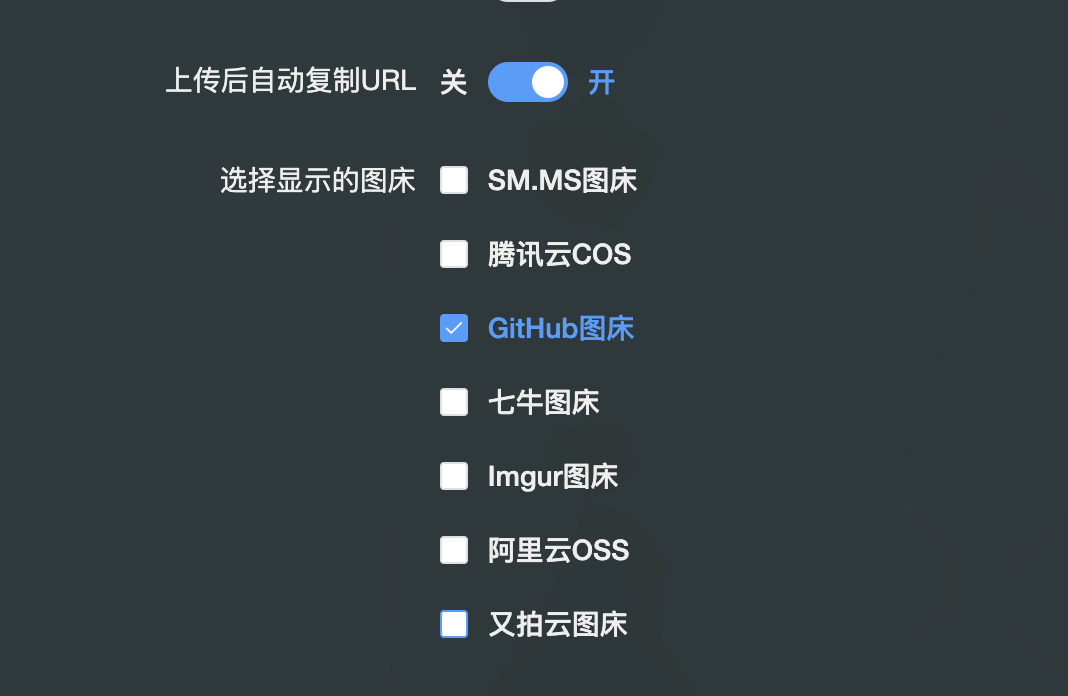 上传后自动复制URL 关 开
选择显示的图床 SM.MS图床
腾讯云COS
GitHub图床
七牛图床
Imgur图床
阿里云OSS
又拍云图床